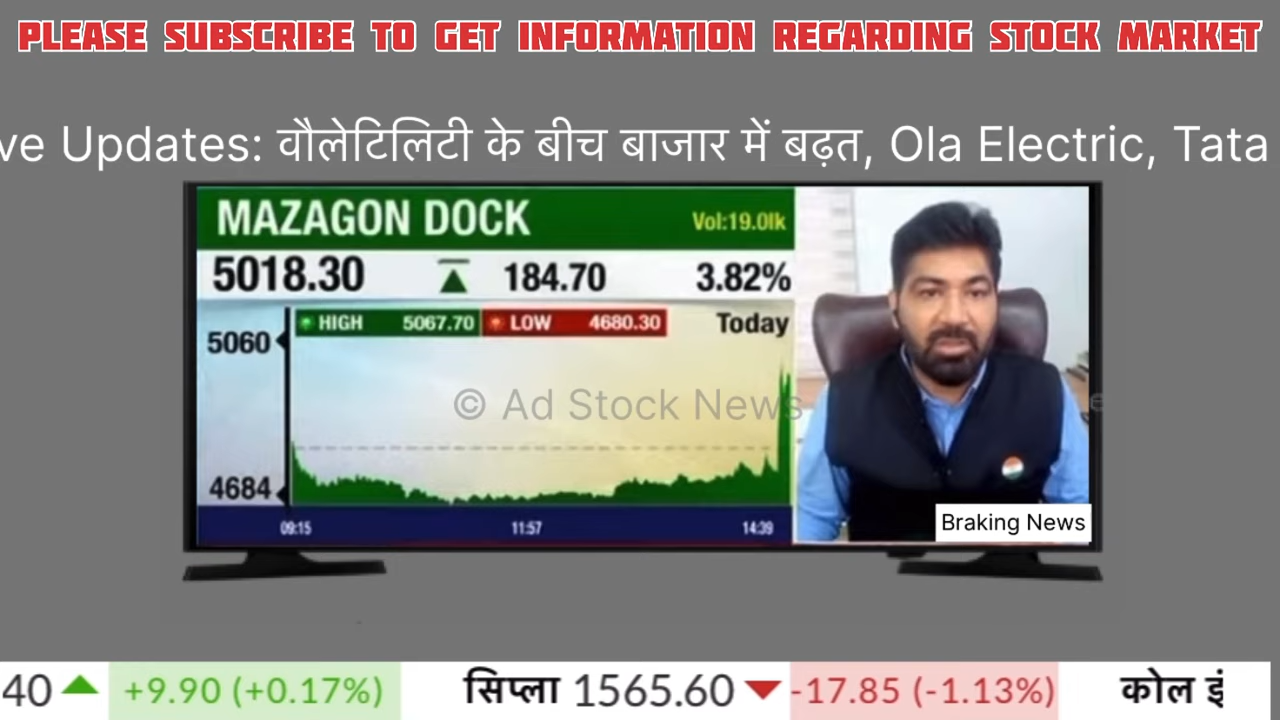 PLEASE SUBSCRIBE TO GET INFORMATION REGARDING STOCK MARKET
ve Updates: वौलेटिलिटी के बीच बाजार में बढ़त, Ola Electric, Tata
MAZAGON DOCK Vol:19.0lk
5018.30 184.70 3.82%
HIGH 5067.70 LOW 4680.30 Today
5060
© Ad Stock News
4684
09:15 11:57 14:39
Braking News
40 +9.90 (+0.17%) सिप्ला 1565.60 -17.85 (-1.13%) कोल इं